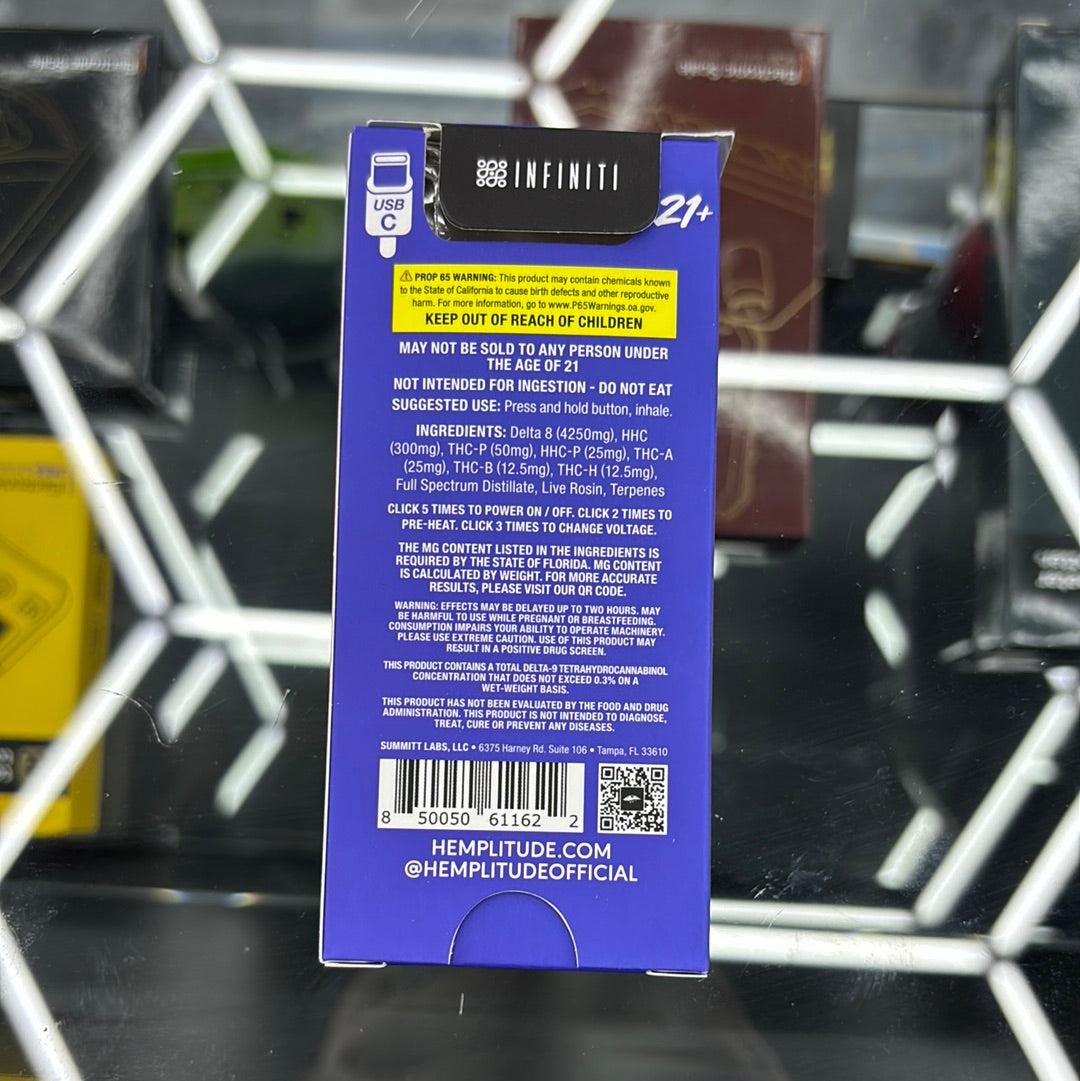 INFINITI
USB
C
21+
⚠ PROP 65 WARNING: This product may contain chemicals known
to the State of California to cause birth defects and other reproductive
harm. For more information, go to www.P65Warnings.oa.gov.
KEEP OUT OF REACH OF CHILDREN
MAY NOT BE SOLD TO ANY PERSON UNDER
THE AGE OF 21
NOT INTENDED FOR INGESTION - DO NOT EAT
SUGGESTED USE: Press and hold button, inhale.
INGREDIENTS: Delta 8 (4250mg), HHC
(300mg), THC-P (50mg), HHC-P (25mg), THC-A
(25mg), THC-B (12.5mg), THC-H (12.5mg),
Full Spectrum Distillate, Live Rosin, Terpenes
CLICK 5 TIMES TO POWER ON / OFF. CLICK 2 TIMES TO
PRE-HEAT. CLICK 3 TIMES TO CHANGE VOLTAGE.
THE MG CONTENT LISTED IN THE INGREDIENTS IS
REQUIRED BY THE STATE OF FLORIDA. MG CONTENT
IS CALCULATED BY WEIGHT. FOR MORE ACCURATE
RESULTS, PLEASE VISIT OUR QR CODE.
WARNING: EFFECTS MAY BE DELAYED UP TO TWO HOURS. MAY
BE HARMFUL TO USE WHILE PREGNANT OR BREASTFEEDING.
CONSUMPTION IMPAIRS YOUR ABILITY TO OPERATE MACHINERY.
PLEASE USE EXTREME CAUTION. USE OF THIS PRODUCT MAY
RESULT IN A POSITIVE DRUG SCREEN.
THIS PRODUCT CONTAINS A TOTAL DELTA-9 TETRAHYDROCANNABINOL
CONCENTRATION THAT DOES NOT EXCEED 0.3% ON A
WET-WEIGHT BASIS.
THIS PRODUCT HAS NOT BEEN EVALUATED BY THE FOOD AND DRUG
ADMINISTRATION. THIS PRODUCT IS NOT INTENDED TO DIAGNOSE,
TREAT, CURE OR PREVENT ANY DISEASES.
SUMMITT LABS, LLC • 6375 Harney Rd. Suite 106 • Tampa, FL 33610
8 50050 61162 2
HEMPLITUDE.COM
@HEMPLITUDEOFFICIAL